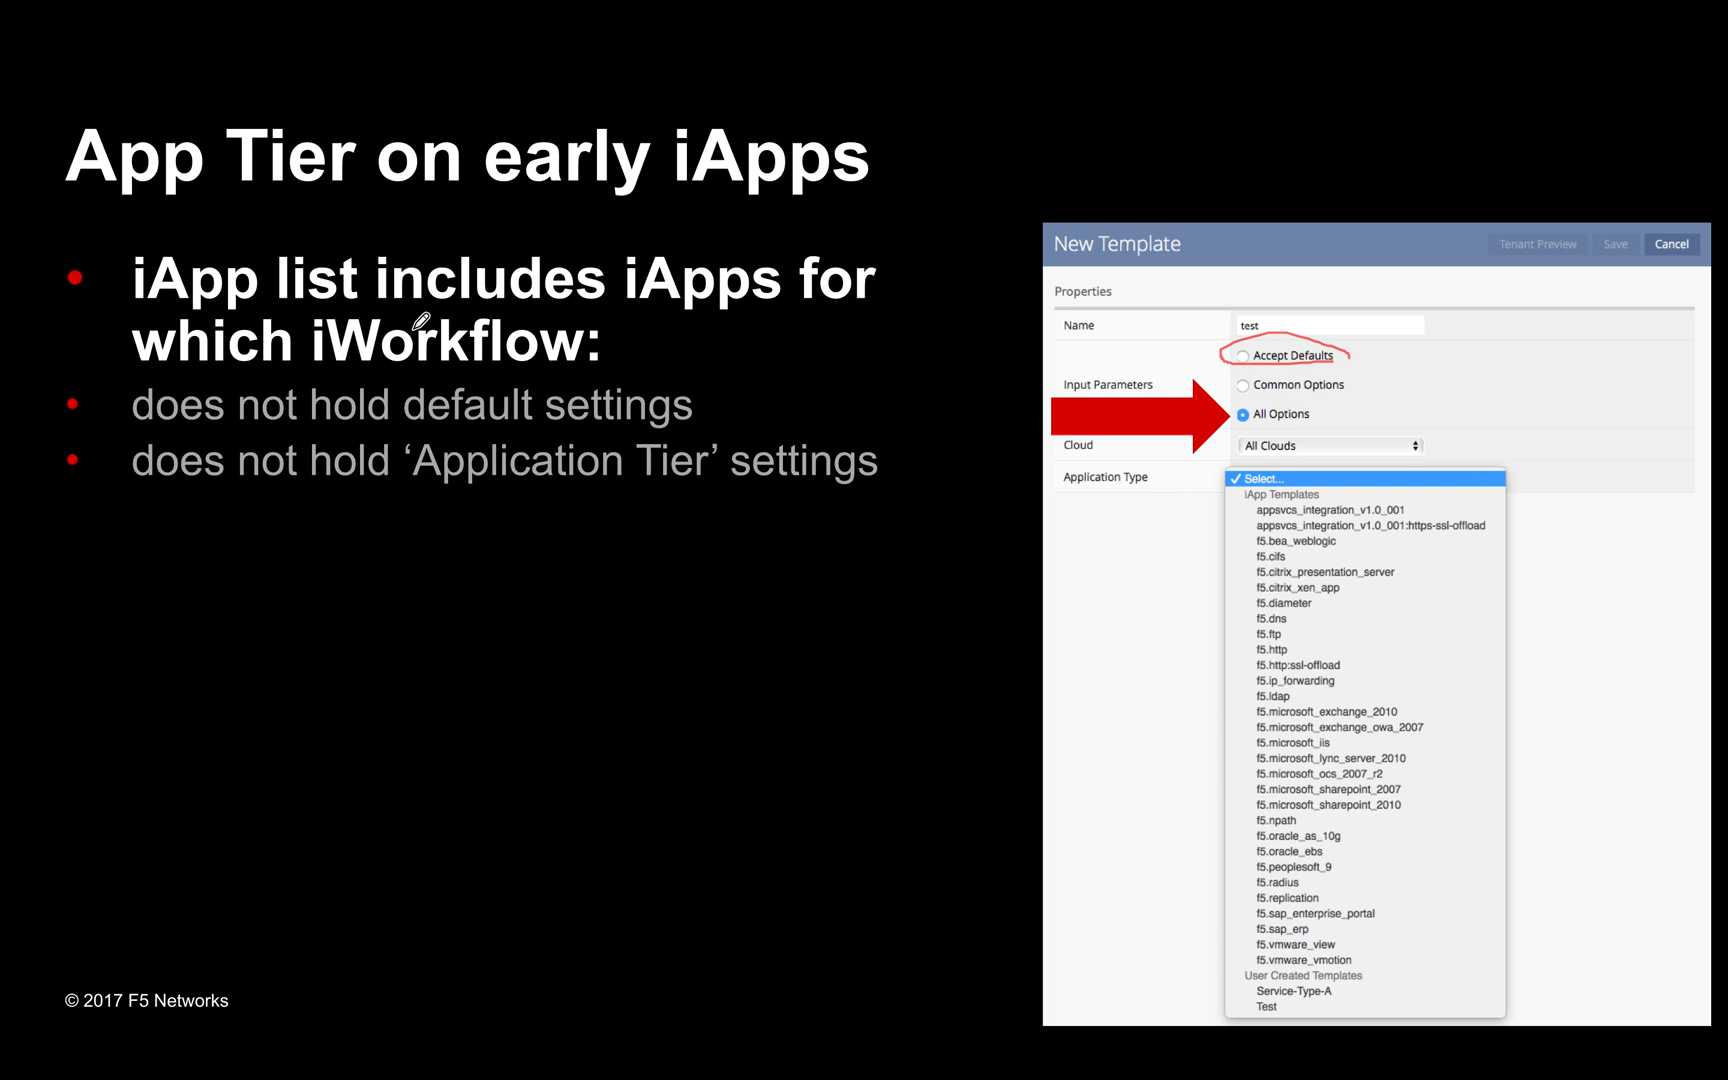 App Tier on early iApps
• iApp list includes iApps for
which iWorkflow:
• does not hold default settings
• does not hold ‘Application Tier’ settings
© 2017 F5 Networks
New Template
Tenant Preview
Save
Cancel
Properties
Name
test
Accept Defaults
Input Parameters
Common Options
All Options
Cloud
All Clouds
Application Type
✓ Select...
iApp Templates
appsvcs_integration_v1.0_001
appsvcs_integration_v1.0_001:https-ssl-offload
f5.bea_weblogic
f5.cifs
f5.citrix_presentation_server
f5.citrix_xen_app
f5.diameter
f5.dns
f5.ftp
f5.http
f5.http:ssl-offload
f5.ip_forwarding
f5.ldap
f5.microsoft_exchange_2010
f5.microsoft_exchange_owa_2007
f5.microsoft_iis
f5.microsoft_lync_server_2010
f5.microsoft_ocs_2007_r2
f5.microsoft_sharepoint_2007
f5.microsoft_sharepoint_2010
f5.npath
f5.oracle_as_10g
f5.oracle_ebs
f5.peoplesoft_9
f5.radius
f5.replication
f5.sap_enterprise_portal
f5.sap_erp
f5.vmware_view
f5.vmware_vmotion
User Created Templates
Service-Type-A
Test